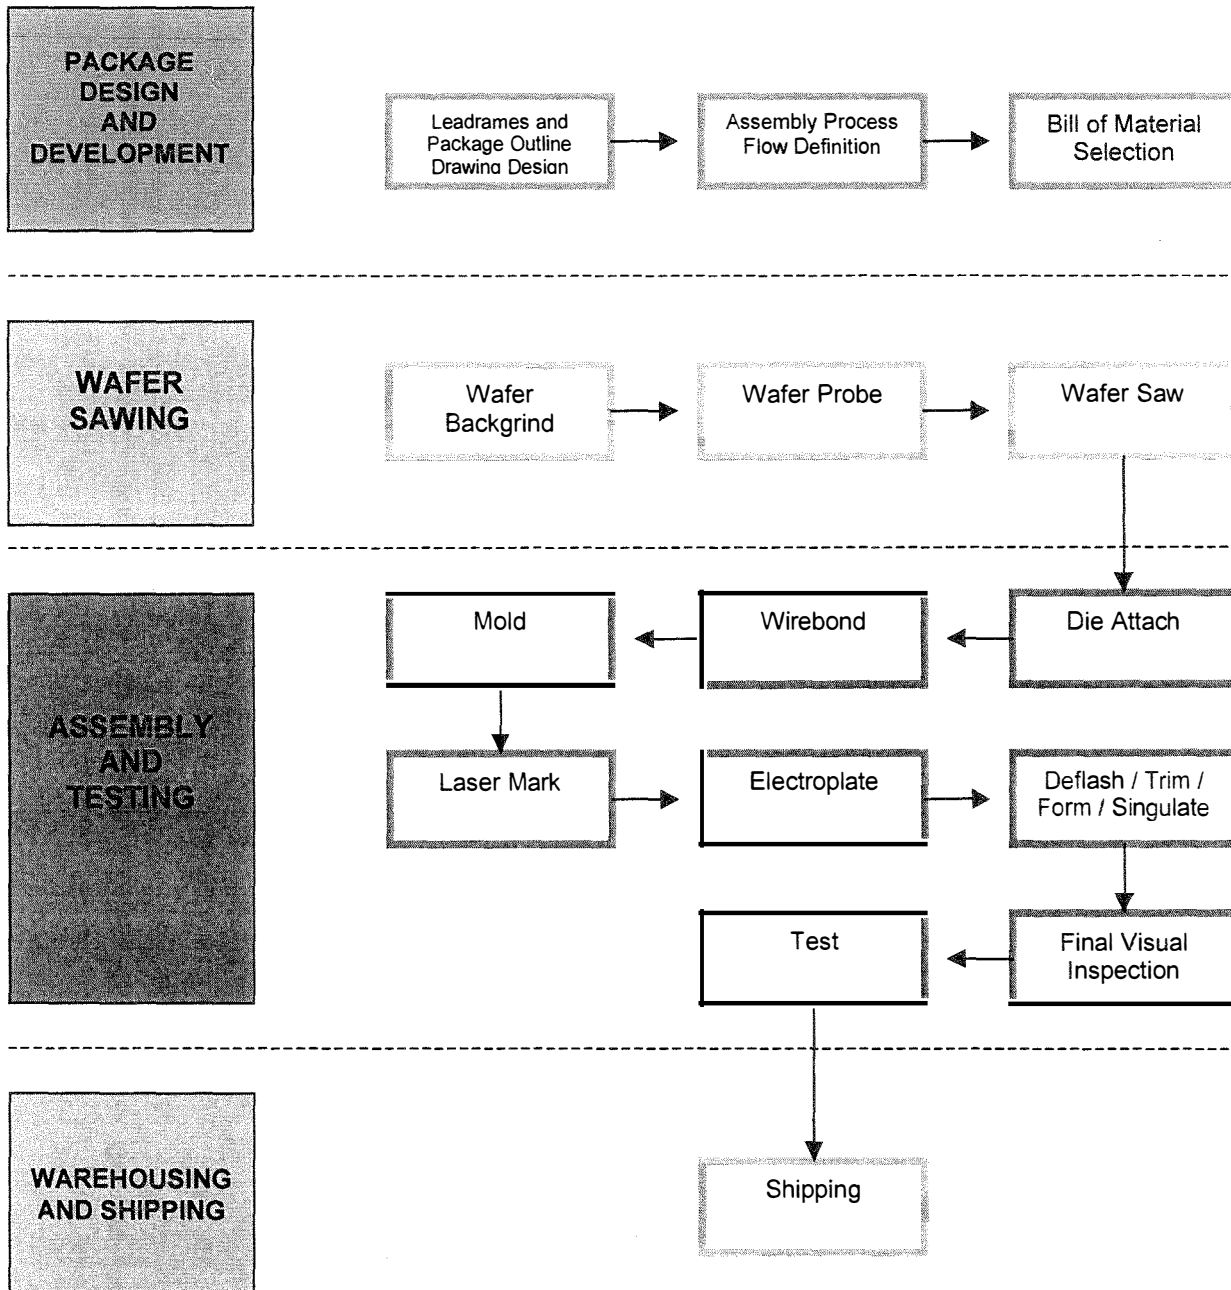 PACKAGE
DESIGN
AND
DEVELOPMENT
Leadrames and
Package Outline
Drawing Design
Assembly Process
Flow Definition
Bill of Material
Selection
WAFER
SAWING
Wafer
Backgrind
Wafer Probe
Wafer Saw
ASSEMBLY
AND
TESTING
Mold
Wirebond
Die Attach
Laser Mark
Electroplate
Deflash / Trim /
Form / Singulate
Test
Final Visual
Inspection
WAREHOUSING
AND SHIPPING
Shipping